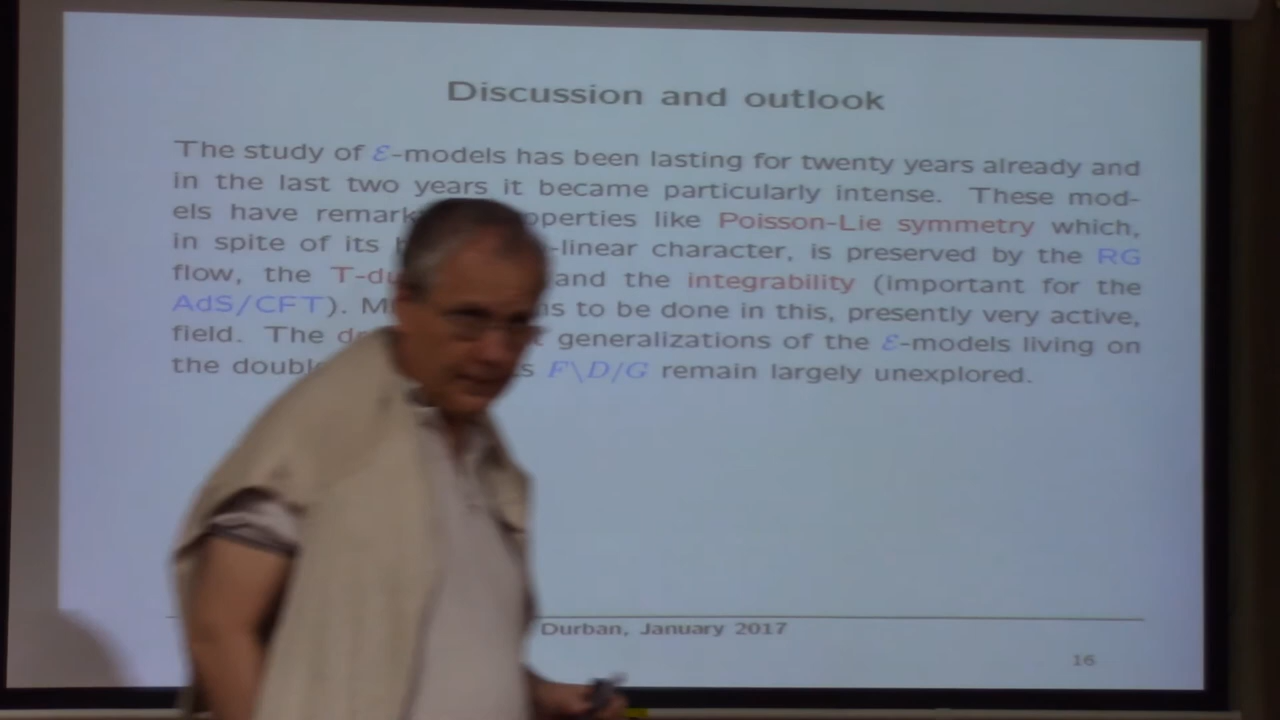 Discussion and outlook
The study of ℰ-models has been lasting for twenty years already and
in the last two years it became particularly intense. These mod-
els have remark operties like Poisson-Lie symmetry which,
in spite of its -linear character, is preserved by the RG
flow, the T-du and the integrability (important for the
AdS/CFT). M s to be done in this, presently very active,
field. The d generalizations of the ℰ-models living on
the doubl s F\D/G remain largely unexplored.
Durban, January 2017
16